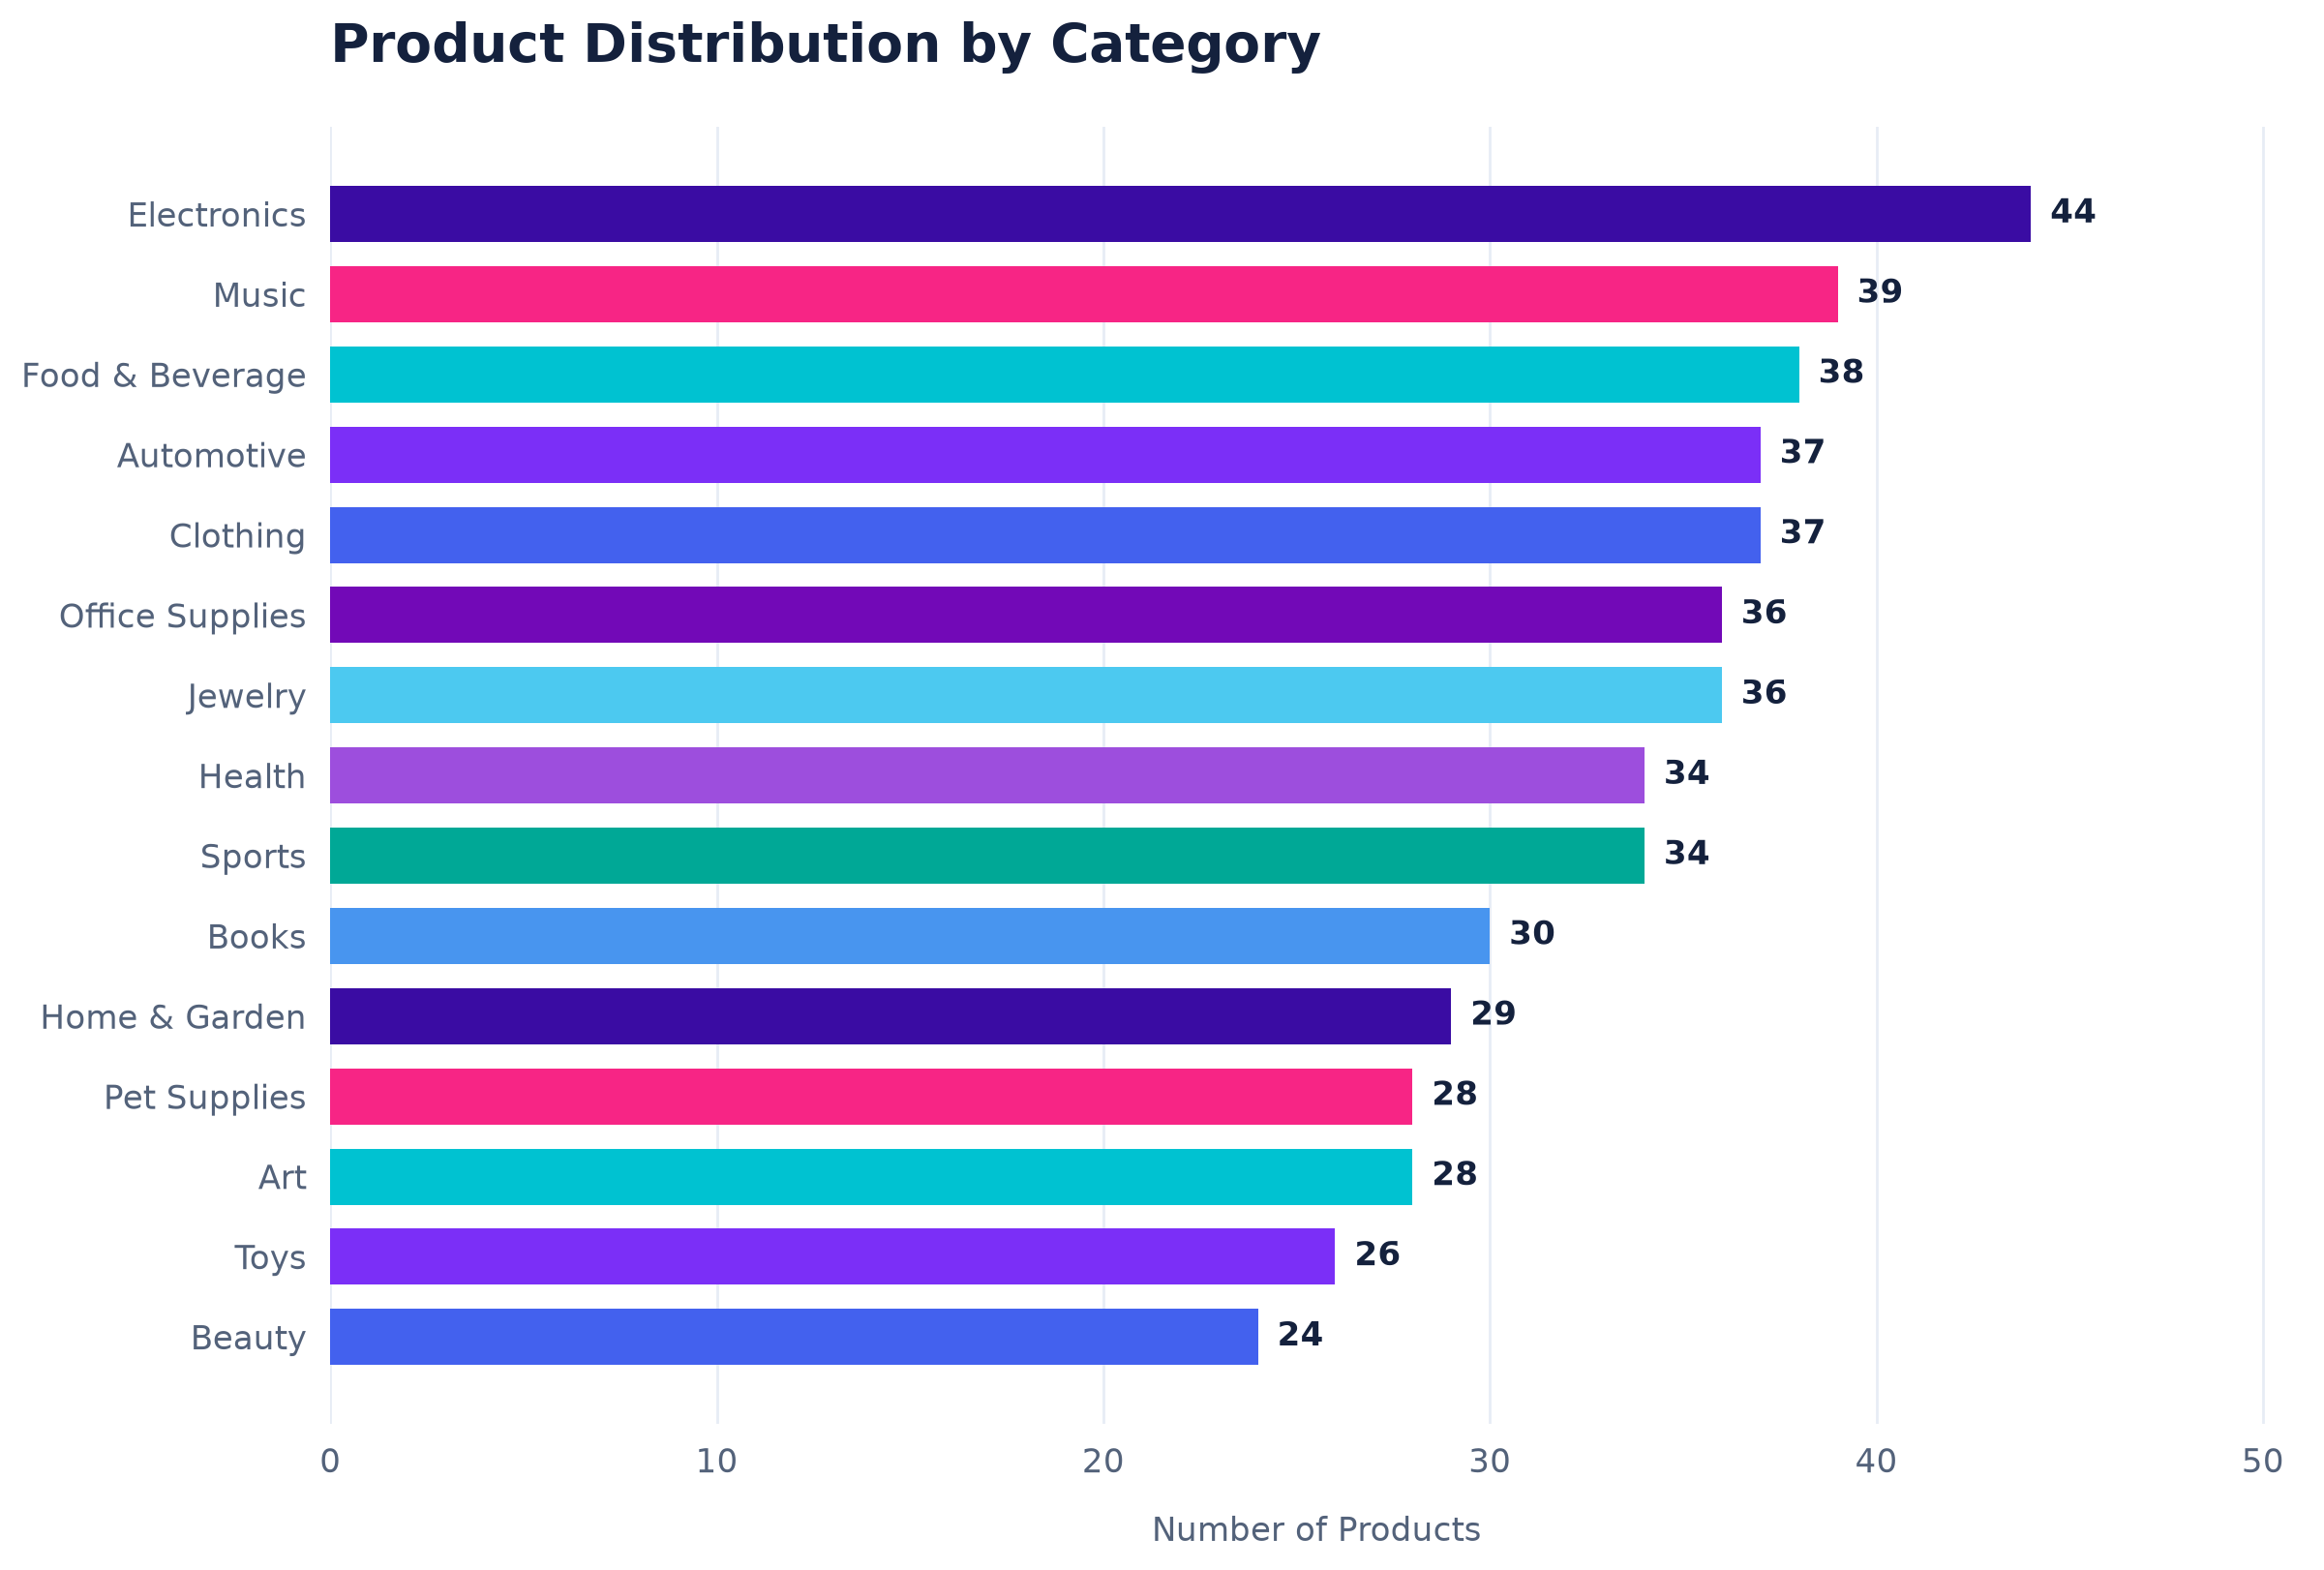 Product Distribution by Category
Electronics 44
Music 39
Food & Beverage 38
Automotive 37
Clothing 37
Office Supplies 36
Jewelry 36
Health 34
Sports 34
Books 30
Home & Garden 29
Pet Supplies 28
Art 28
Toys 26
Beauty 24
0 10 20 30 40 50
Number of Products